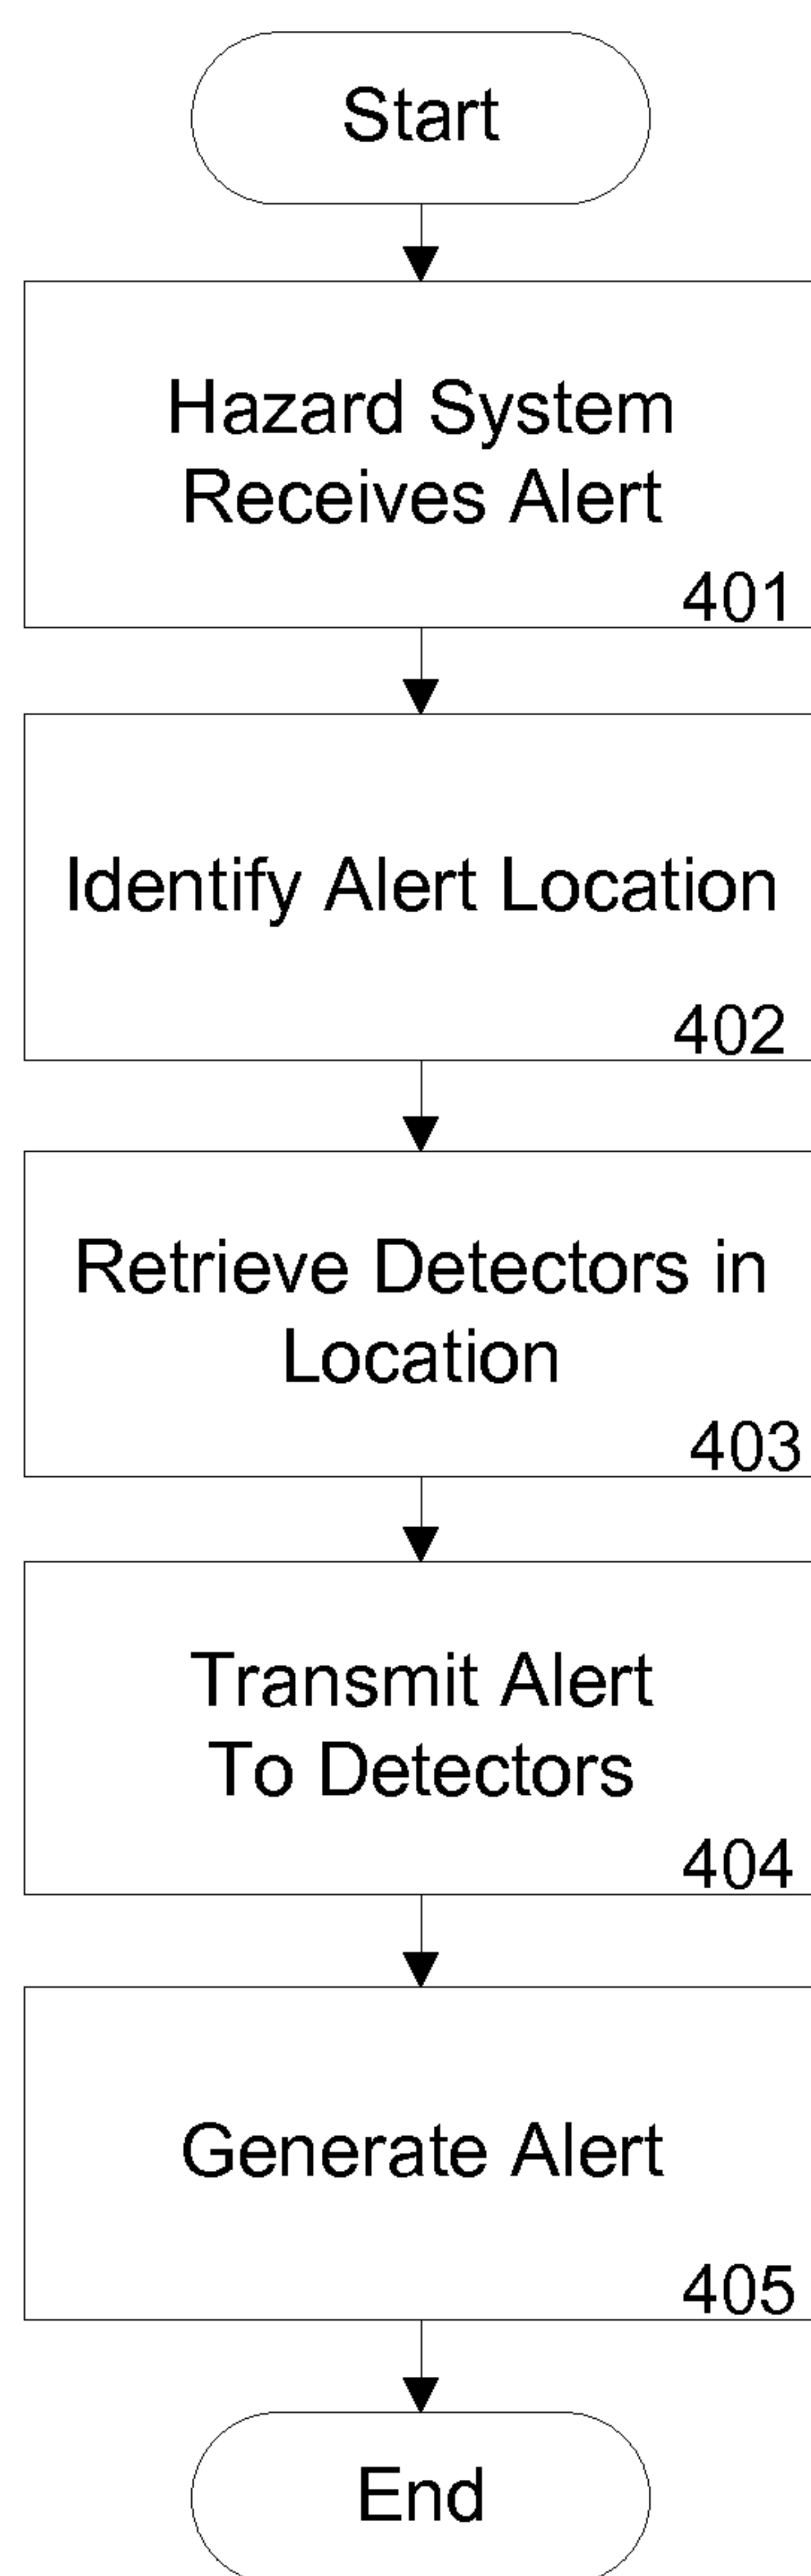 Start
Hazard System
Receives Alert
401
Identify Alert Location
402
Retrieve Detectors in
Location
403
Transmit Alert
To Detectors
404
Generate Alert
405
End